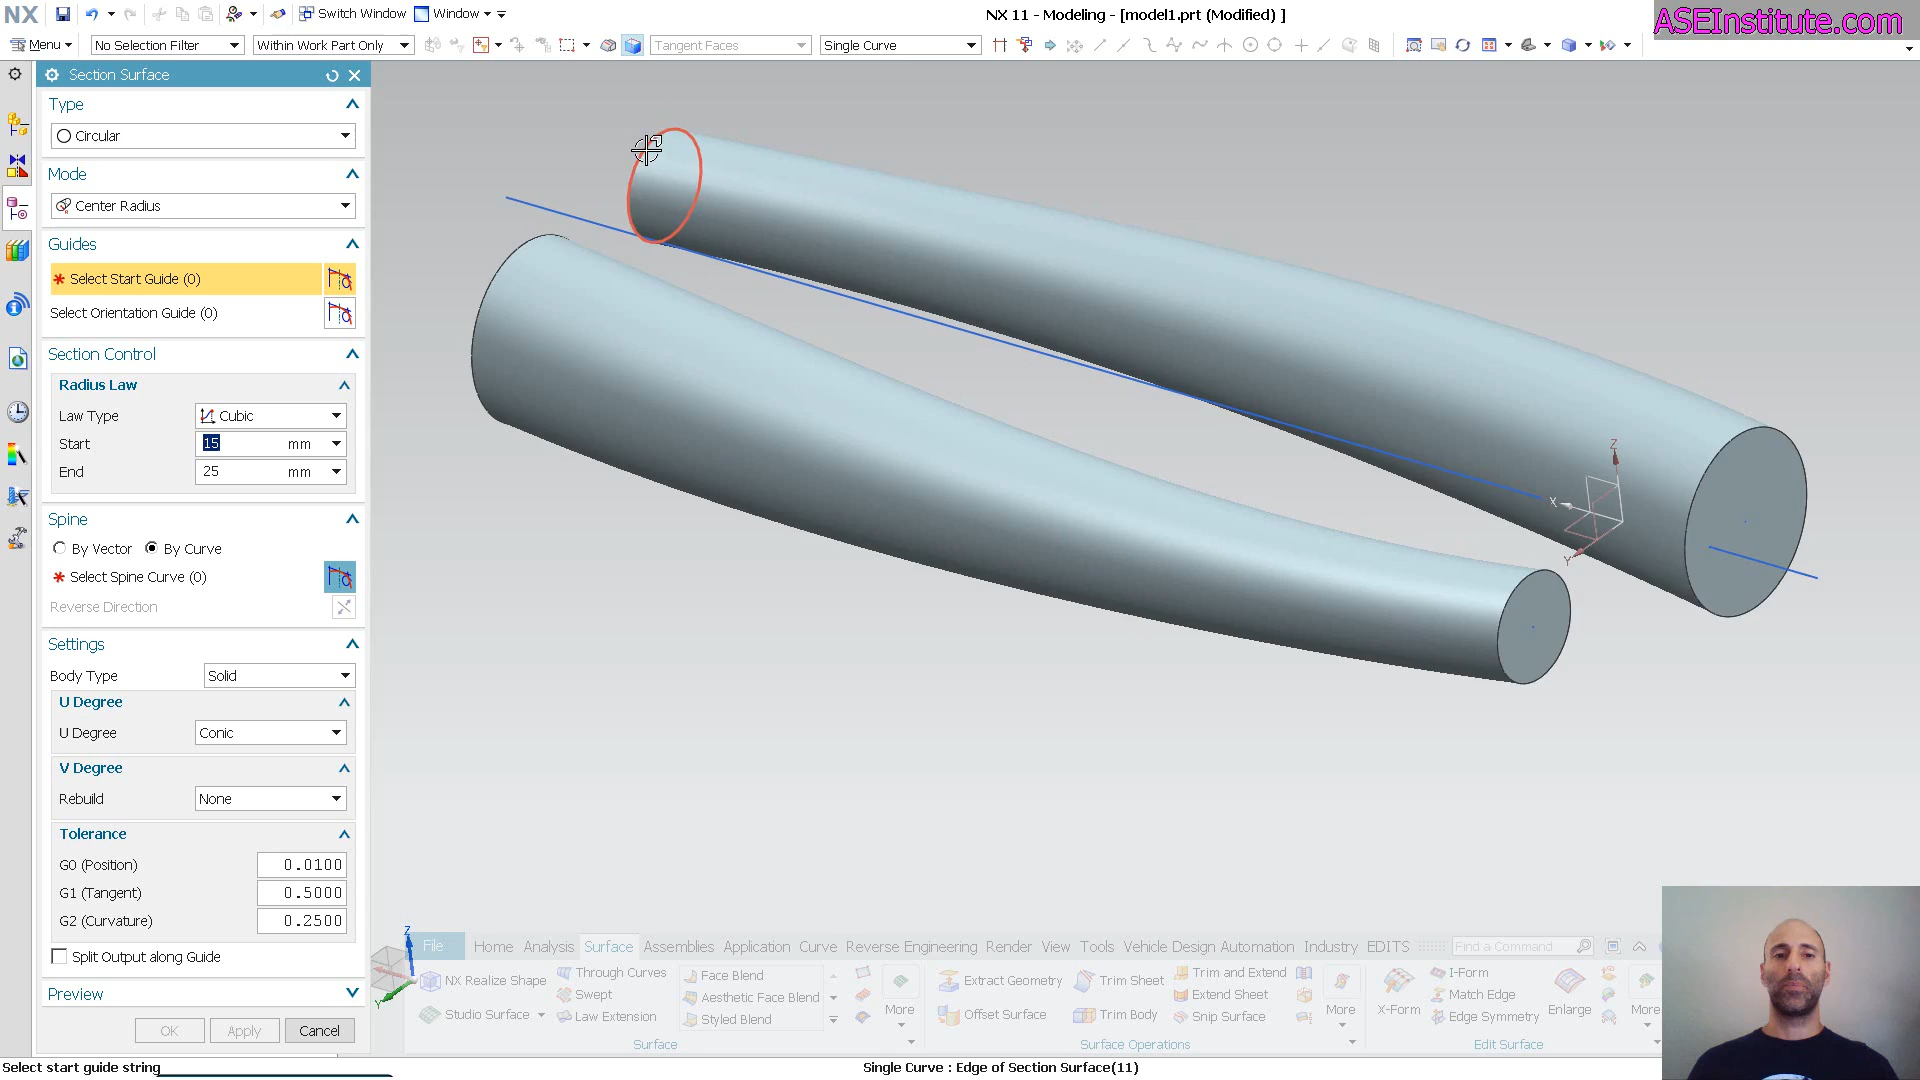 NX
Switch Window
Window
NX 11 - Modeling - [model1.prt (Modified) ]
ASEInstitute.com
Menu
No Selection Filter
Within Work Part Only
Tangent Faces
Single Curve
Section Surface
Type
Circular
Mode
Center Radius
Guides
* Select Start Guide (0)
Select Orientation Guide (0)
Section Control
Radius Law
Law Type
Cubic
Start
15 mm
End
25 mm
Spine
By Vector
By Curve
* Select Spine Curve (0)
Reverse Direction
Settings
Body Type
Solid
U Degree
U Degree
Conic
V Degree
Rebuild
None
Tolerance
G0 (Position)
0.0100
G1 (Tangent)
0.5000
G2 (Curvature)
0.2500
Split Output along Guide
Preview
OK
Apply
Cancel
Z
X
Y
Z
Y
File
Home
Analysis
Surface
Assemblies
Application
Curve
Reverse Engineering
Render
View
Tools
Vehicle Design Automation
Industry
EDITS
Find a Command
NX Realize Shape
Through Curves
Swept
Studio Surface
Law Extension
Face Blend
Aesthetic Face Blend
Styled Blend
More
Surface
Extract Geometry
Trim Sheet
Offset Surface
Trim Body
Trim and Extend
Extend Sheet
Snip Surface
More
Surface Operations
X-Form
I-Form
Match Edge
Edge Symmetry
Enlarge
More
Edit Surface
Select start guide string
Single Curve : Edge of Section Surface(11)